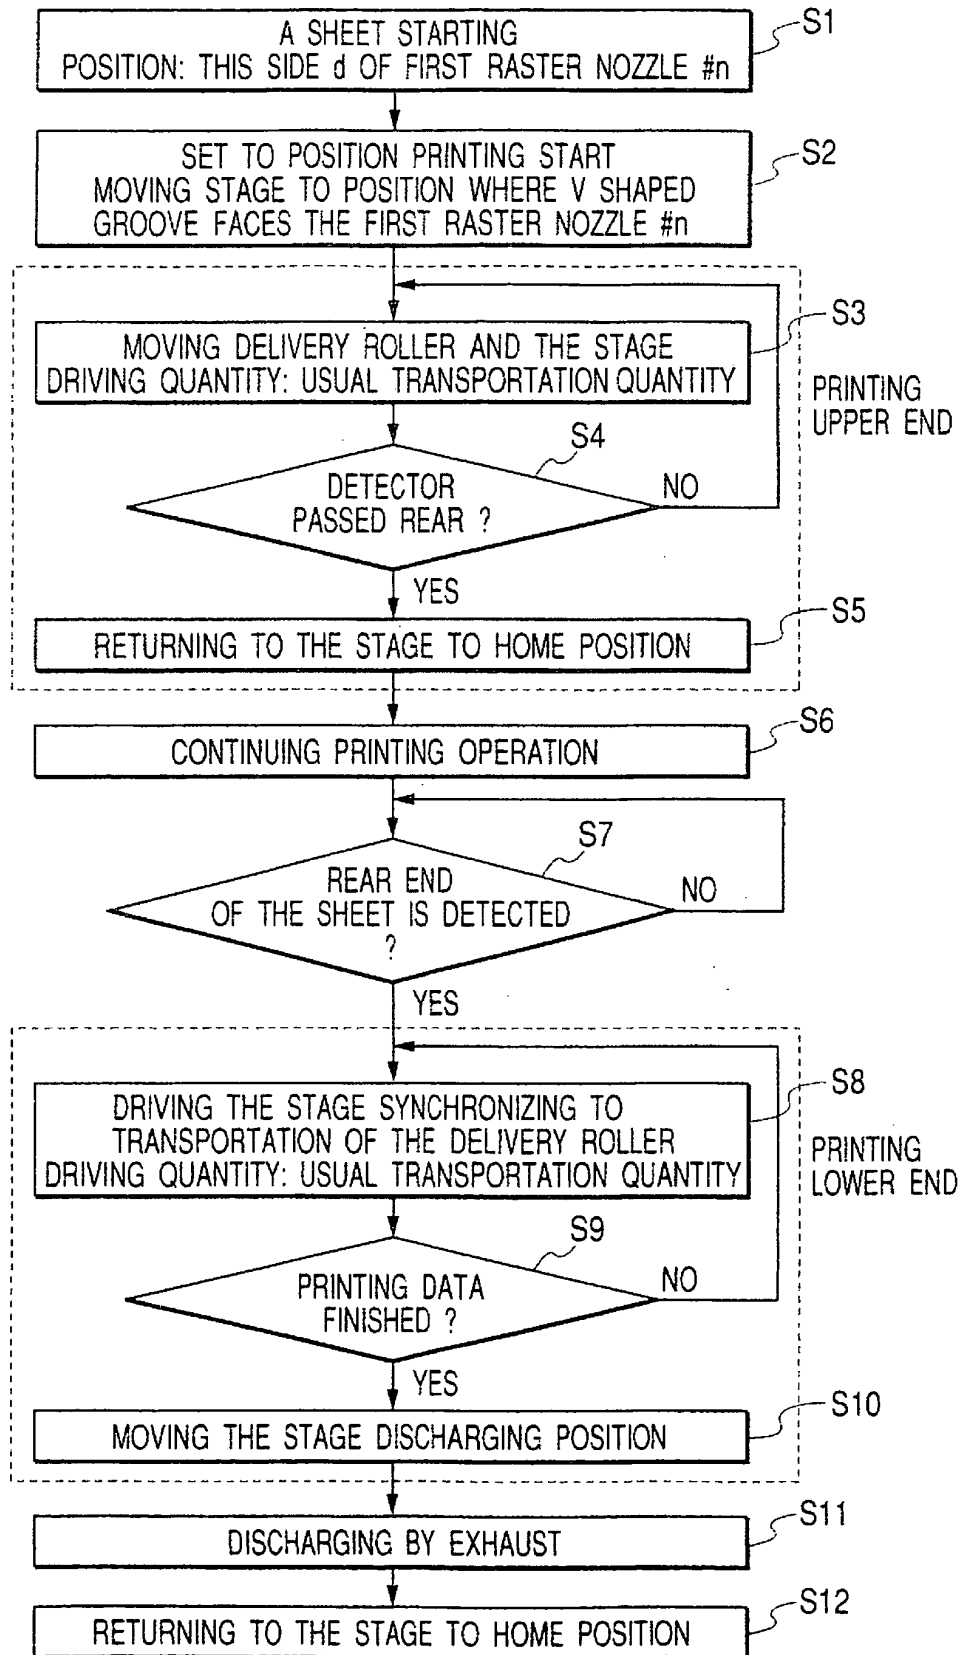 A SHEET STARTING
POSITION: THIS SIDE d OF FIRST RASTER NOZZLE #n
S1
SET TO POSITION PRINTING START
MOVING STAGE TO POSITION WHERE V SHAPED
GROOVE FACES THE FIRST RASTER NOZZLE #n
S2
MOVING DELIVERY ROLLER AND THE STAGE
DRIVING QUANTITY: USUAL TRANSPORTATION QUANTITY
S3
PRINTING
UPPER END
DETECTOR
PASSED REAR ?
S4
NO
YES
RETURNING TO THE STAGE TO HOME POSITION
S5
CONTINUING PRINTING OPERATION
S6
REAR END
OF THE SHEET IS DETECTED
?
S7
NO
YES
DRIVING THE STAGE SYNCHRONIZING TO
TRANSPORTATION OF THE DELIVERY ROLLER
DRIVING QUANTITY: USUAL TRANSPORTATION QUANTITY
S8
PRINTING
LOWER END
PRINTING DATA
FINISHED ?
S9
NO
YES
MOVING THE STAGE DISCHARGING POSITION
S10
DISCHARGING BY EXHAUST
S11
RETURNING TO THE STAGE TO HOME POSITION
S12